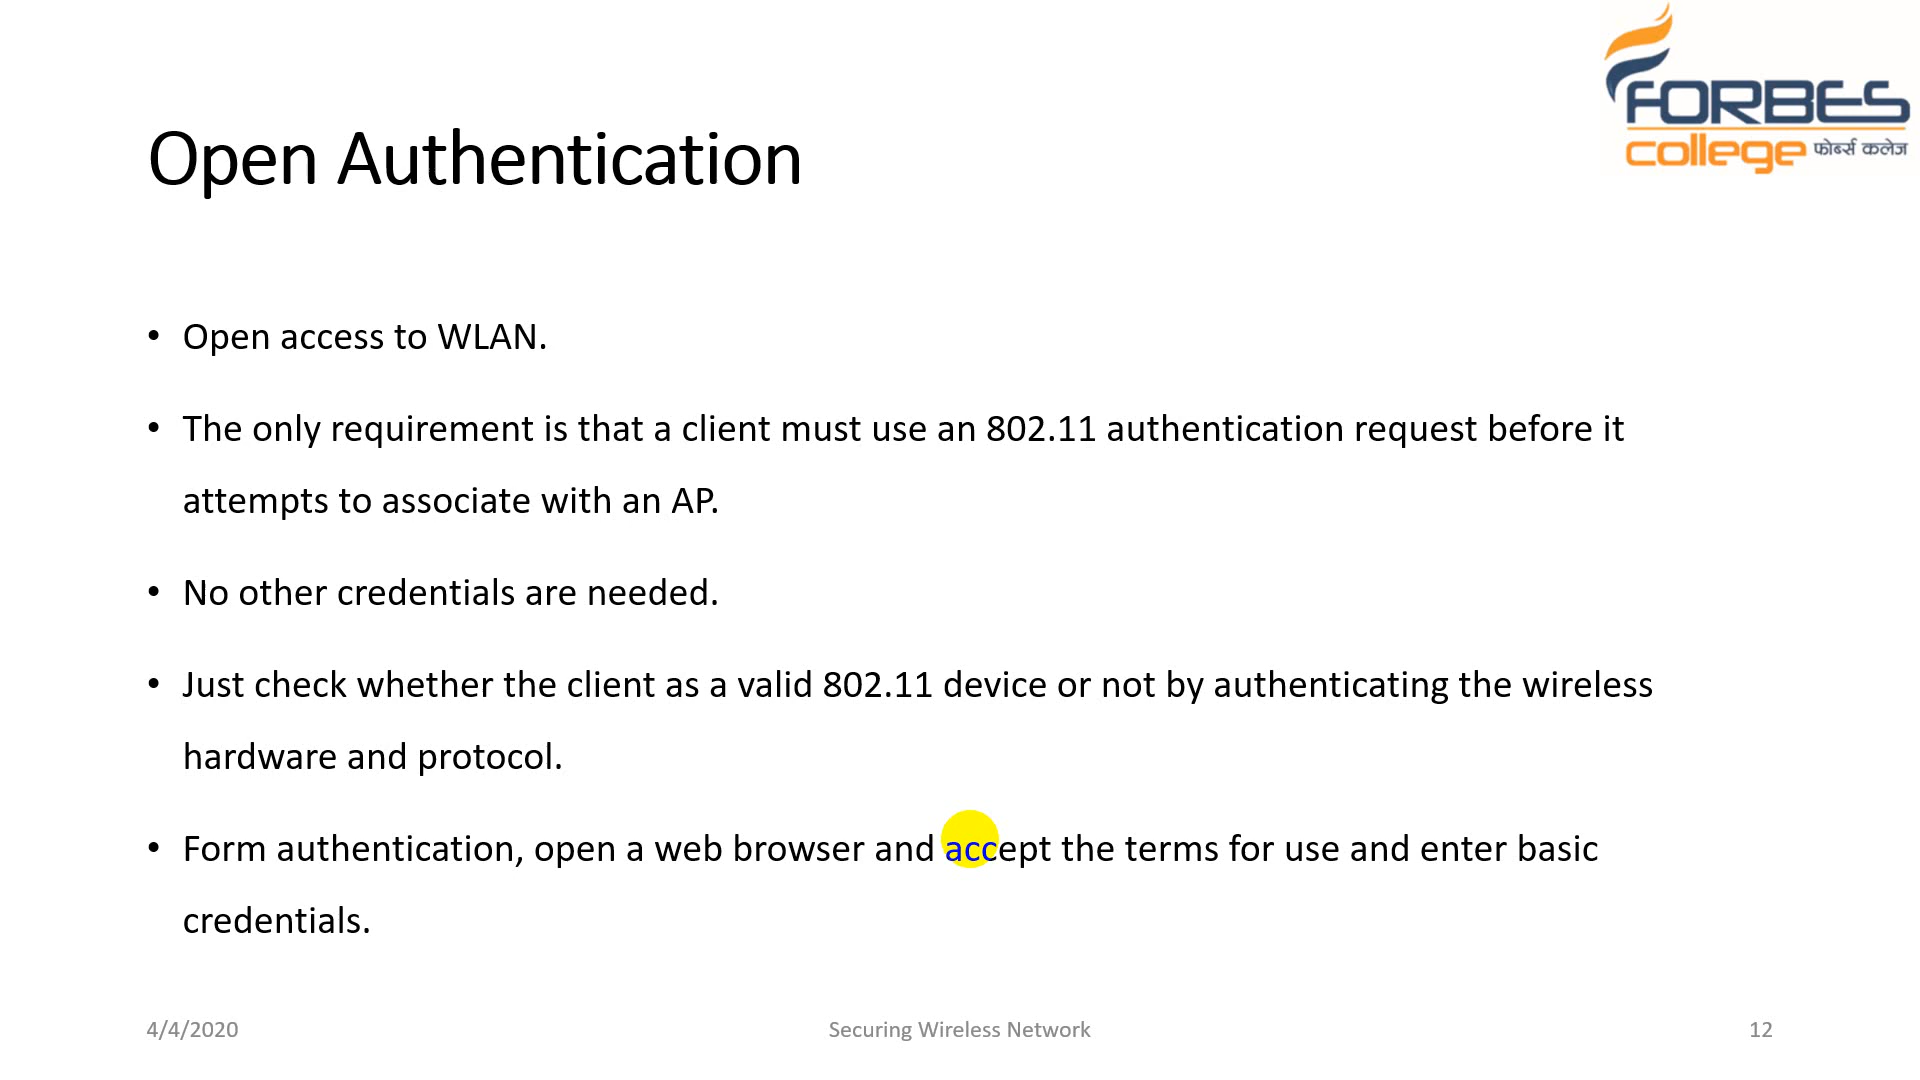 FORBES
college फोर्ब्स कलेज
Open Authentication
• Open access to WLAN.
• The only requirement is that a client must use an 802.11 authentication request before it
attempts to associate with an AP.
• No other credentials are needed.
• Just check whether the client as a valid 802.11 device or not by authenticating the wireless
hardware and protocol.
• Form authentication, open a web browser and accept the terms for use and enter basic
credentials.
4/4/2020 Securing Wireless Network 12